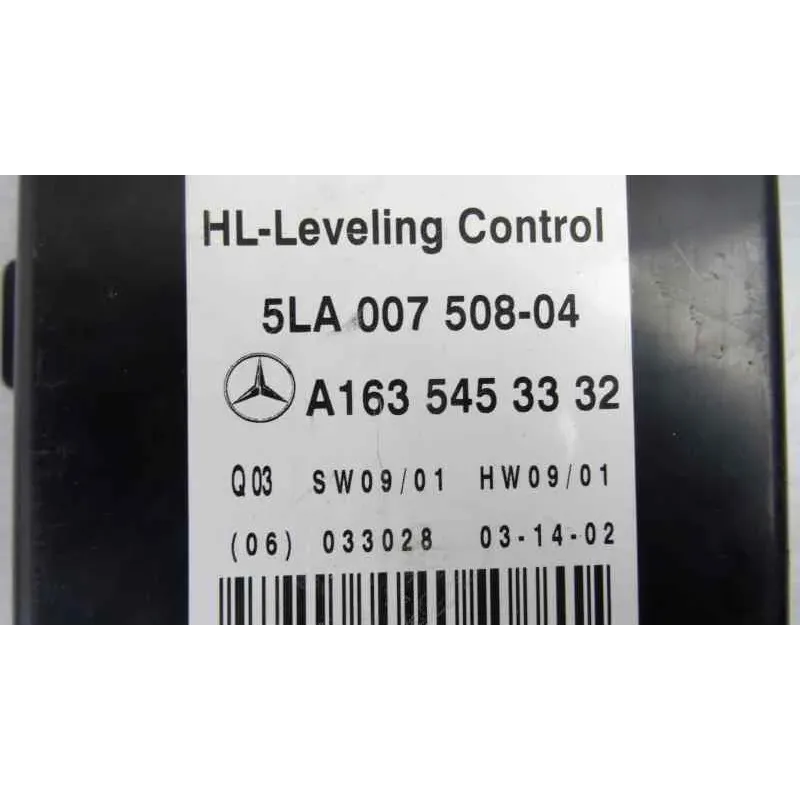 HL-Leveling Control
5LA 007 508-04
A163 545 33 32
Q03 SW09/01 HW09/01
(06) 033028 03-14-02